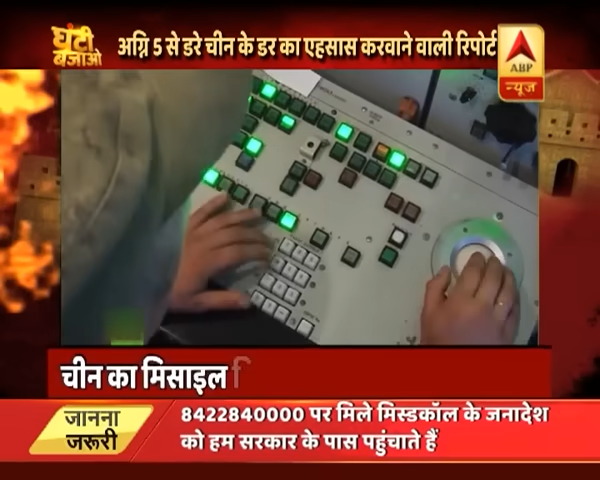 घंटी
बजाओ
अग्नि 5 से डरे चीन के डर का एहसास करवाने वाली रिपोर्ट
ABP
न्यूज़
चीन का मिसाइल
जानना
जरूरी
8422840000 पर मिले मिस्डकॉल के जनादेश
को हम सरकार के पास पहुंचाते हैं